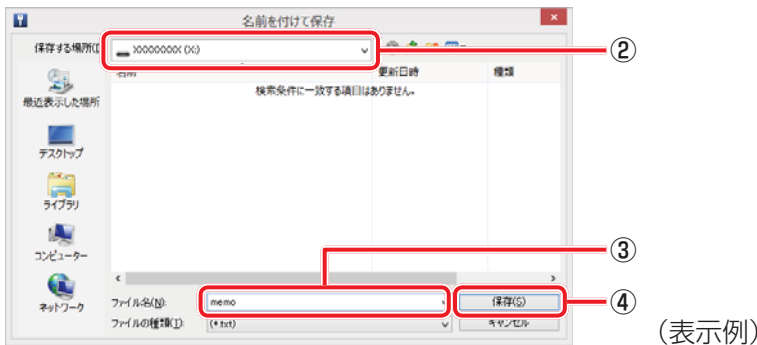 名前を付けて保存
保存する場所(I
XXXXXXXX (X:)
②
名前
更新日時
種類
検索条件に一致する項目はありません。
最近表示した場所
デスクトップ
ライブラリ
コンピューター
ネットワーク
③
ファイル名(N):
memo
保存(S)
④
ファイルの種類(T):
(*.txt)
キャンセル
(表示例)